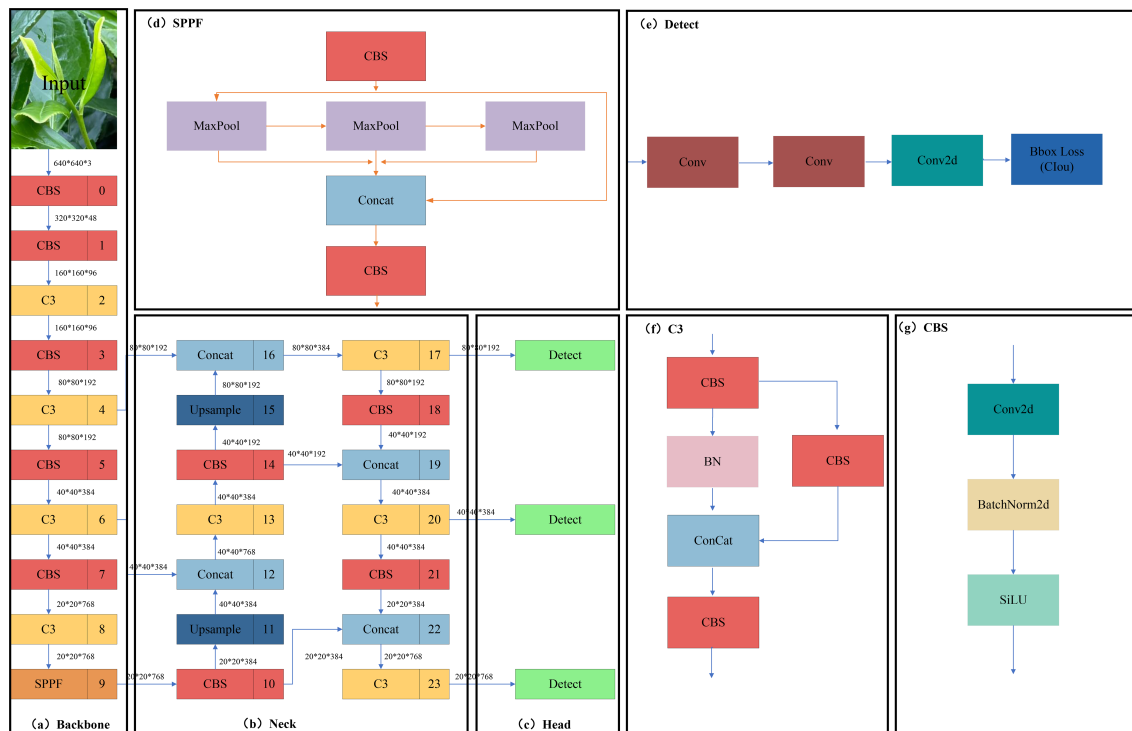 Input
640*640*3
CBS 0
320*320*48
CBS 1
160*160*96
C3 2
160*160*96
CBS 3
80*80*192
C3 4
80*80*192
CBS 5
40*40*384
C3 6
40*40*384
CBS 7
20*20*768
C3 8
20*20*768
SPPF 9
(a) Backbone
(d) SPPF
CBS
MaxPool
MaxPool
MaxPool
Concat
CBS
(e) Detect
Conv
Conv
Conv2d
Bbox Loss
(CIou)
80*80*192
Concat 16
80*80*384
80*80*192
Upsample 15
40*40*192
CBS 14
40*40*192
40*40*384
C3 13
40*40*768
40*40*384
Concat 12
40*40*384
Upsample 11
20*20*384
20*20*768
CBS 10
20*20*384
C3 17
80*80*192
CBS 18
40*40*192
Concat 19
40*40*384
C3 20
40*40*384
CBS 21
20*20*384
Concat 22
20*20*768
C3 23
(b) Neck
80*80*192
Detect
40*40*384
Detect
20*20*768
Detect
(c) Head
(f) C3
CBS
BN
CBS
ConCat
CBS
(g) CBS
Conv2d
BatchNorm2d
SiLU